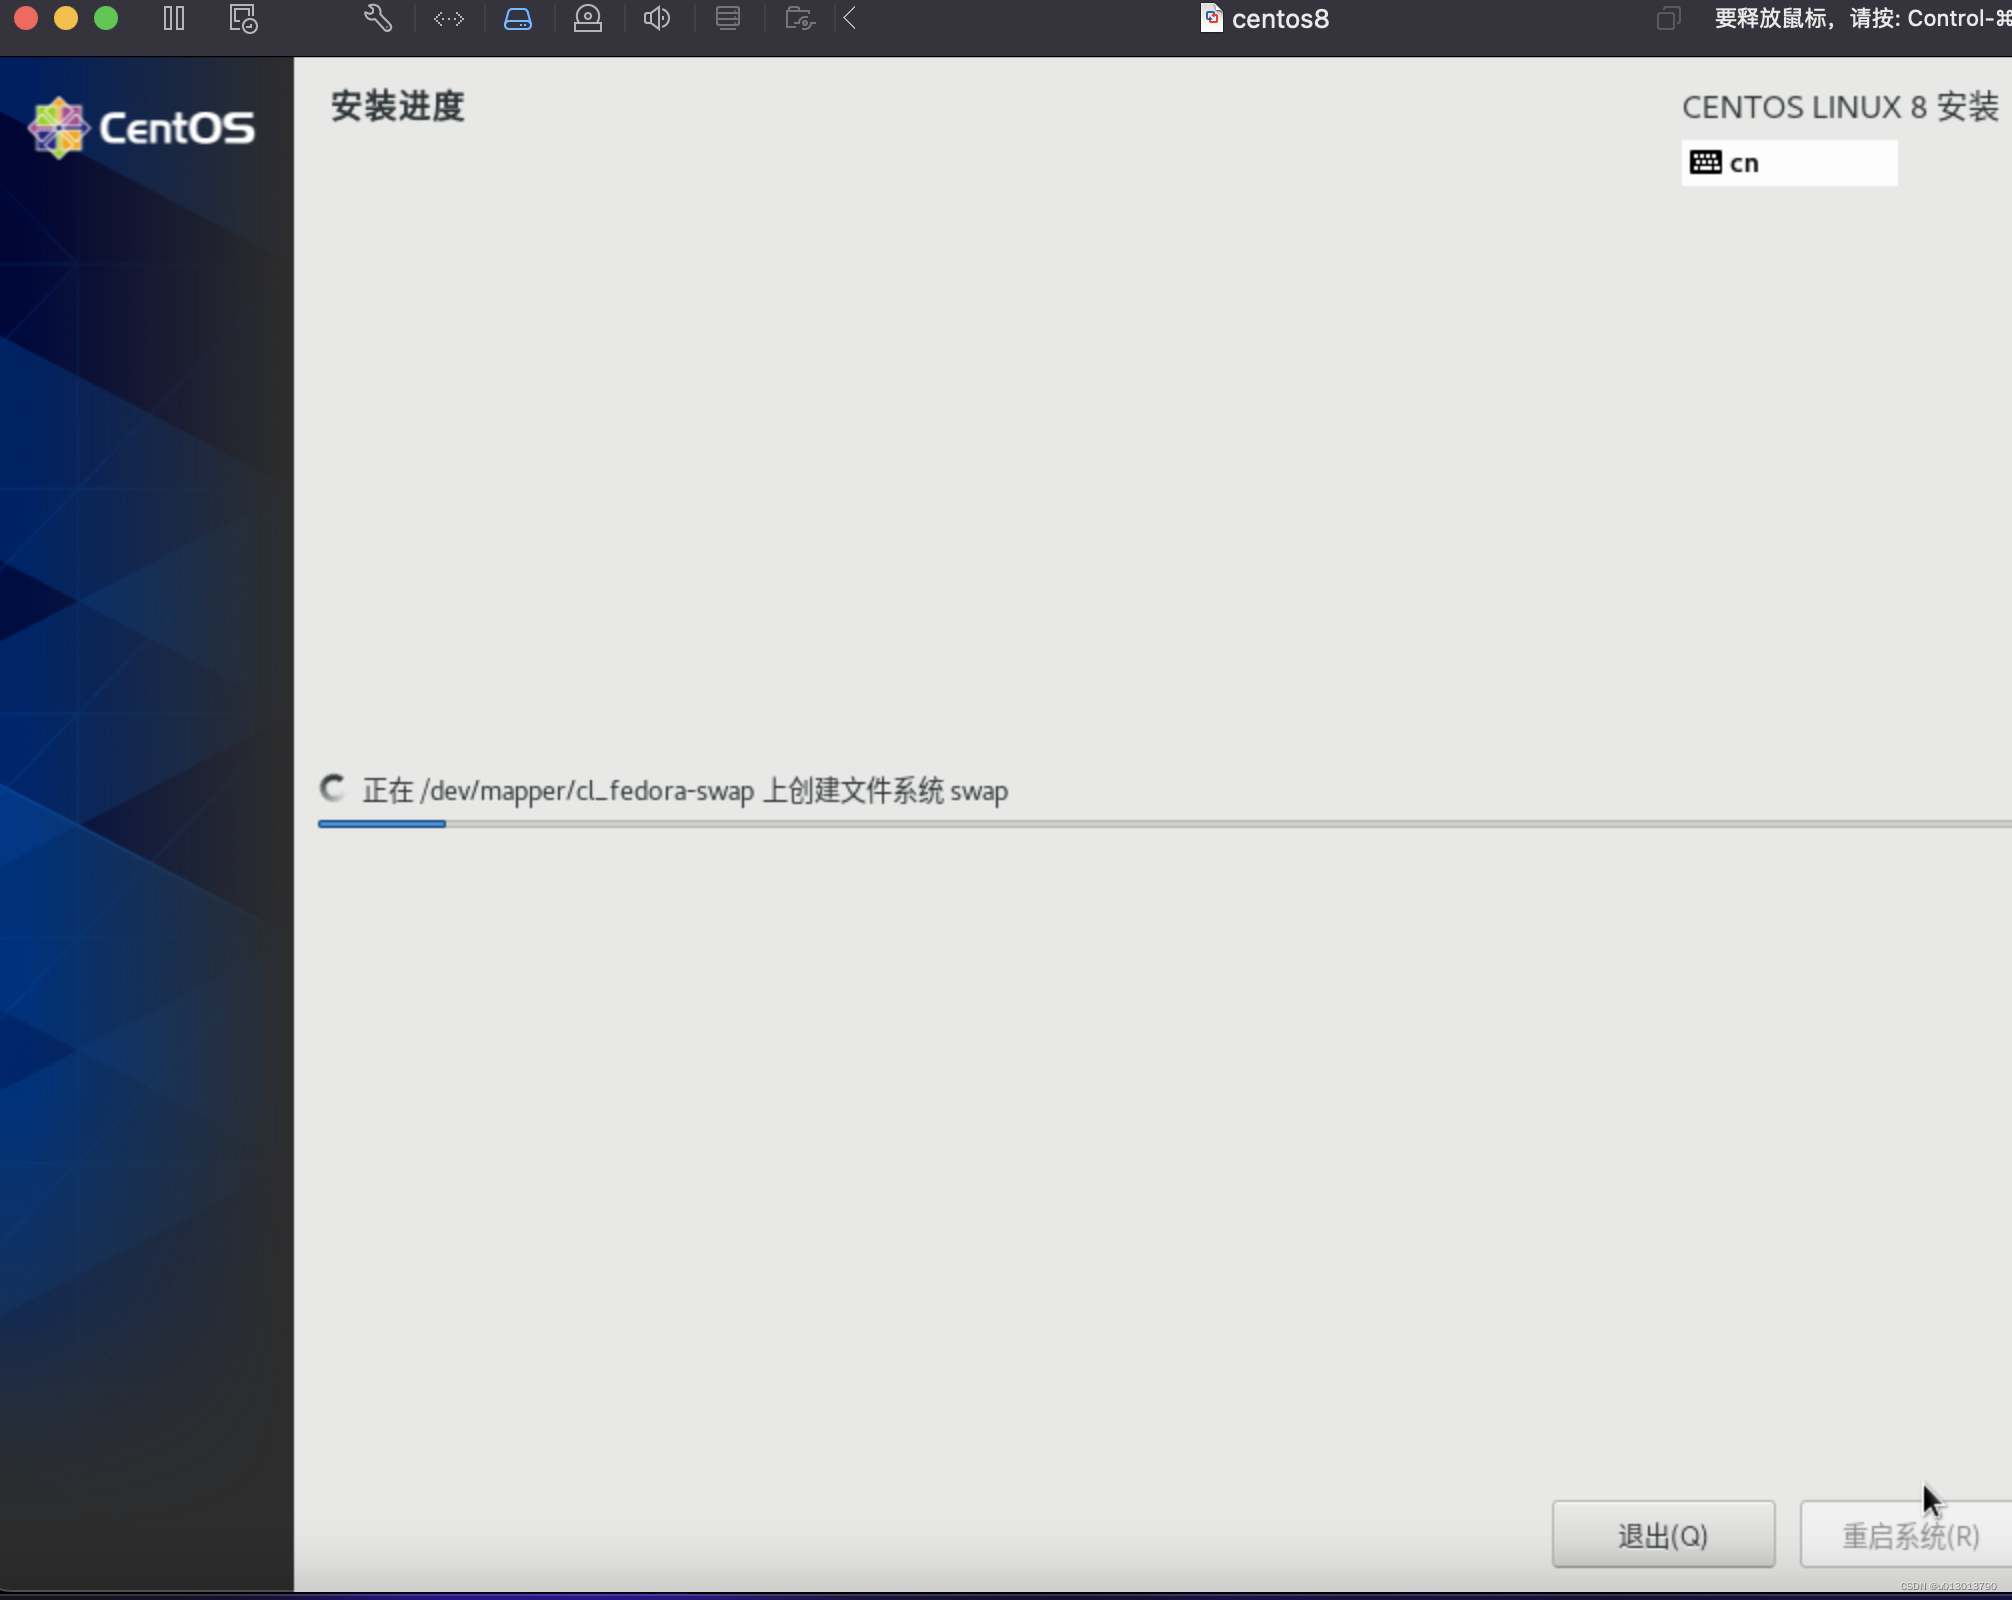 centos8
要释放鼠标，请按: Control-⌘
CentOS
安装进度
CENTOS LINUX 8 安装
cn
正在 /dev/mapper/cl_fedora-swap 上创建文件系统 swap
退出(Q)
重启系统(R)
CSDN @u013013790